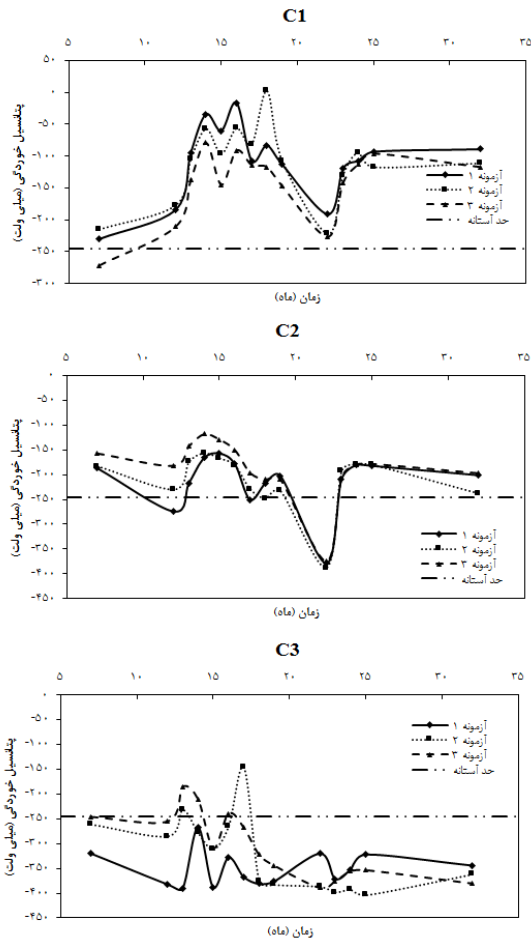 C1
۵ ۱۰ ۱۵ ۲۰ ۲۵ ۳۰ ۳۵
۵۰
۰
-۵۰
-۱۰۰
-۱۵۰
-۲۰۰
-۲۵۰
-۳۰۰
پتانسیل خوردگی (میلی ولت)
آزمونه ۱
آزمونه ۲
آزمونه ۳
حد آستانه
زمان (ماه)
C2
۵ ۱۰ ۱۵ ۲۰ ۲۵ ۳۰ ۳۵
۰
-۵۰
-۱۰۰
-۱۵۰
-۲۰۰
-۲۵۰
-۳۰۰
-۳۵۰
-۴۰۰
-۴۵۰
پتانسیل خوردگی (میلی ولت)
آزمونه ۱
آزمونه ۲
آزمونه ۳
حد آستانه
زمان (ماه)
C3
۵ ۱۰ ۱۵ ۲۰ ۲۵ ۳۰ ۳۵
۰
-۵۰
-۱۰۰
-۱۵۰
-۲۰۰
-۲۵۰
-۳۰۰
-۳۵۰
-۴۰۰
-۴۵۰
پتانسیل خوردگی (میلی ولت)
آزمونه ۱
آزمونه ۲
آزمونه ۳
حد آستانه
زمان (ماه)